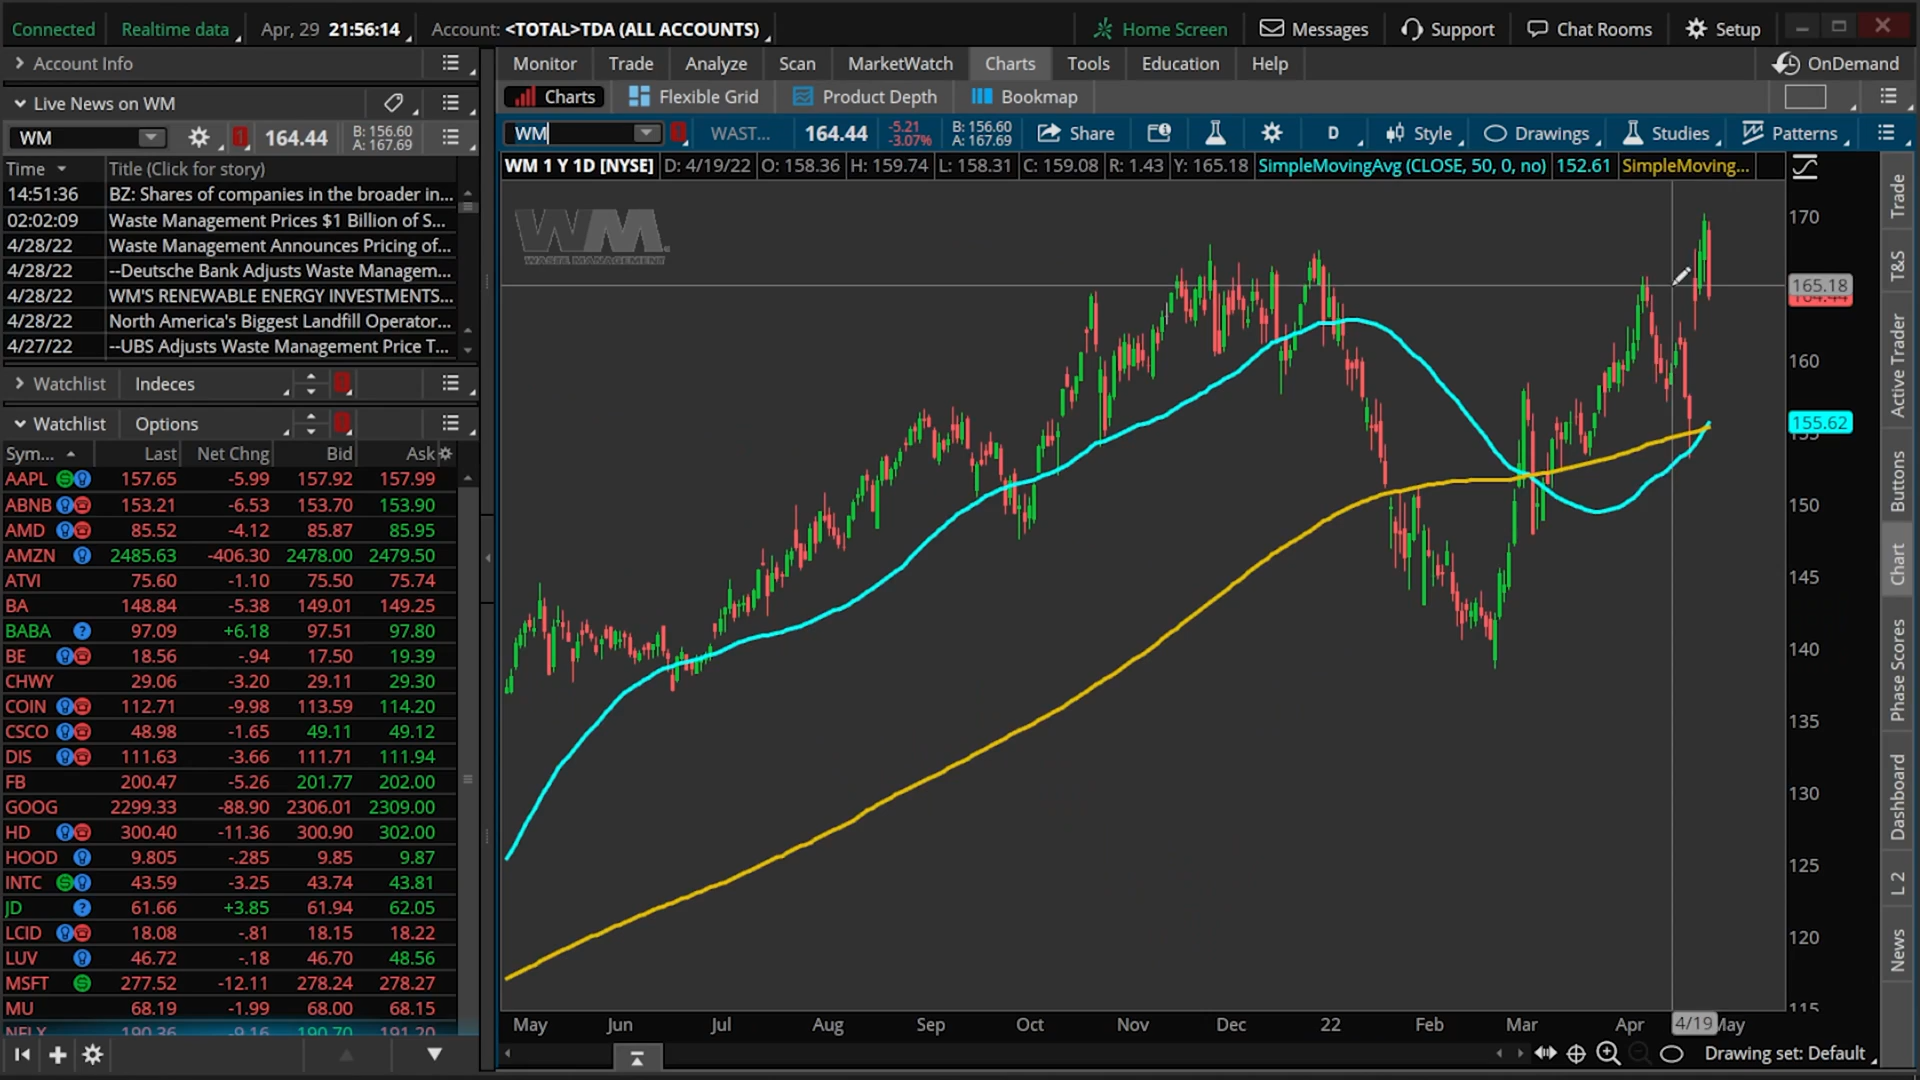 Connected Realtime data Apr, 29 21:56:14 Account: <TOTAL>TDA (ALL ACCOUNTS) Home Screen Messages Support Chat Rooms Setup
Account Info Monitor Trade Analyze Scan MarketWatch Charts Tools Education Help OnDemand
Live News on WM Charts Flexible Grid Product Depth Bookmap
WM 164.44 B: 156.60 A: 167.69 WM WAST... 164.44 -5.21 -3.07% B: 156.60 A: 167.69 Share D Style Drawings Studies Patterns
Time Title (Click for story)
WM 1 Y 1D [NYSE] D: 4/19/22 O: 158.36 H: 159.74 L: 158.31 C: 159.08 R: 1.43 Y: 165.18 SimpleMovingAvg (CLOSE, 50, 0, no) 152.61 SimpleMoving...
14:51:36 BZ: Shares of companies in the broader in...
02:02:09 Waste Management Prices $1 Billion of S...
4/28/22 Waste Management Announces Pricing of...
4/28/22 --Deutsche Bank Adjusts Waste Managem...
4/28/22 WM'S RENEWABLE ENERGY INVESTMENTS...
4/28/22 North America's Biggest Landfill Operator...
4/27/22 --UBS Adjusts Waste Management Price T...
Watchlist Indeces
Watchlist Options
Sym... Last Net Chng Bid Ask
AAPL 157.65 -5.99 157.92 157.99
ABNB 153.21 -6.53 153.70 153.90
AMD 85.52 -4.12 85.87 85.95
AMZN 2485.63 -406.30 2478.00 2479.50
ATVI 75.60 -1.10 75.50 75.74
BA 148.84 -5.38 149.01 149.25
BABA 97.09 +6.18 97.51 97.80
BE 18.56 -.94 17.50 19.39
CHWY 29.06 -3.20 29.11 29.30
COIN 112.71 -9.98 113.59 114.20
CSCO 48.98 -1.65 49.11 49.12
DIS 111.63 -3.66 111.71 111.94
FB 200.47 -5.26 201.77 202.00
GOOG 2299.33 -88.90 2306.01 2309.00
HD 300.40 -11.36 300.90 302.00
HOOD 9.805 -.285 9.85 9.87
INTC 43.59 -3.25 43.74 43.81
JD 61.66 +3.85 61.94 62.05
LCID 18.08 -.81 18.15 18.22
LUV 46.72 -.18 46.70 48.56
MSFT 277.52 -12.11 278.24 278.27
MU 68.19 -1.99 68.00 68.15
NFLX 190.36 -9.16 190.70 191.20
WM
WASTE MANAGEMENT
170
165.18
164.44
160
155.62
155
150
145
140
135
130
125
120
115
May Jun Jul Aug Sep Oct Nov Dec 22 Feb Mar Apr 4/19 May
Drawing set: Default
Trade
T&S
Active Trader
Buttons
Chart
Phase Scores
Dashboard
L 2
News